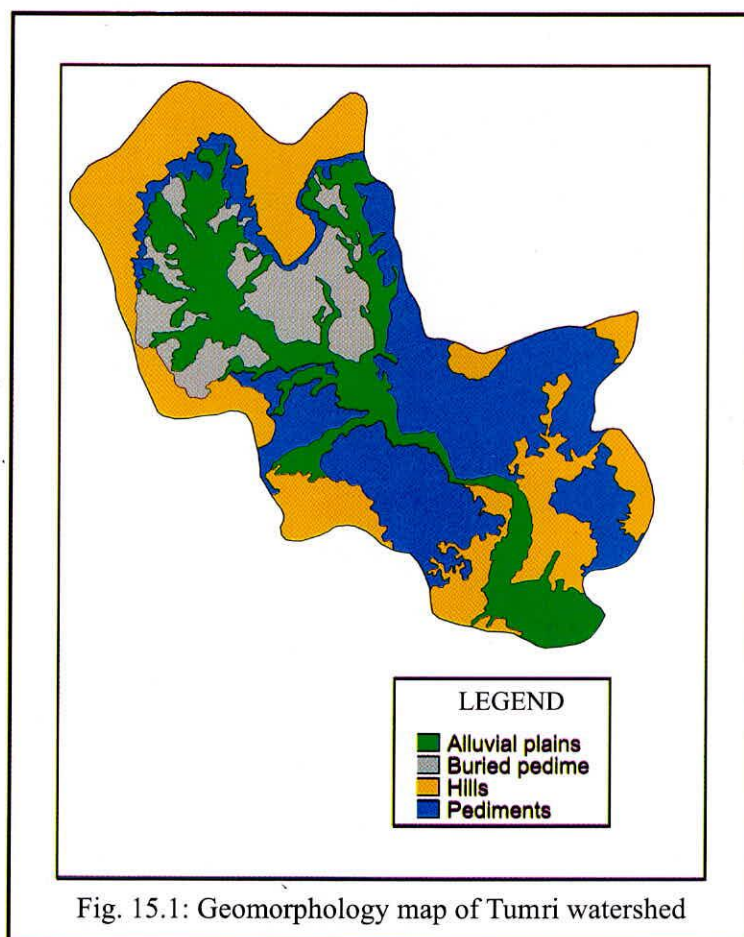 LEGEND
Alluvial plains
Buried pedime
Hills
Pediments
Fig. 15.1: Geomorphology map of Tumri watershed